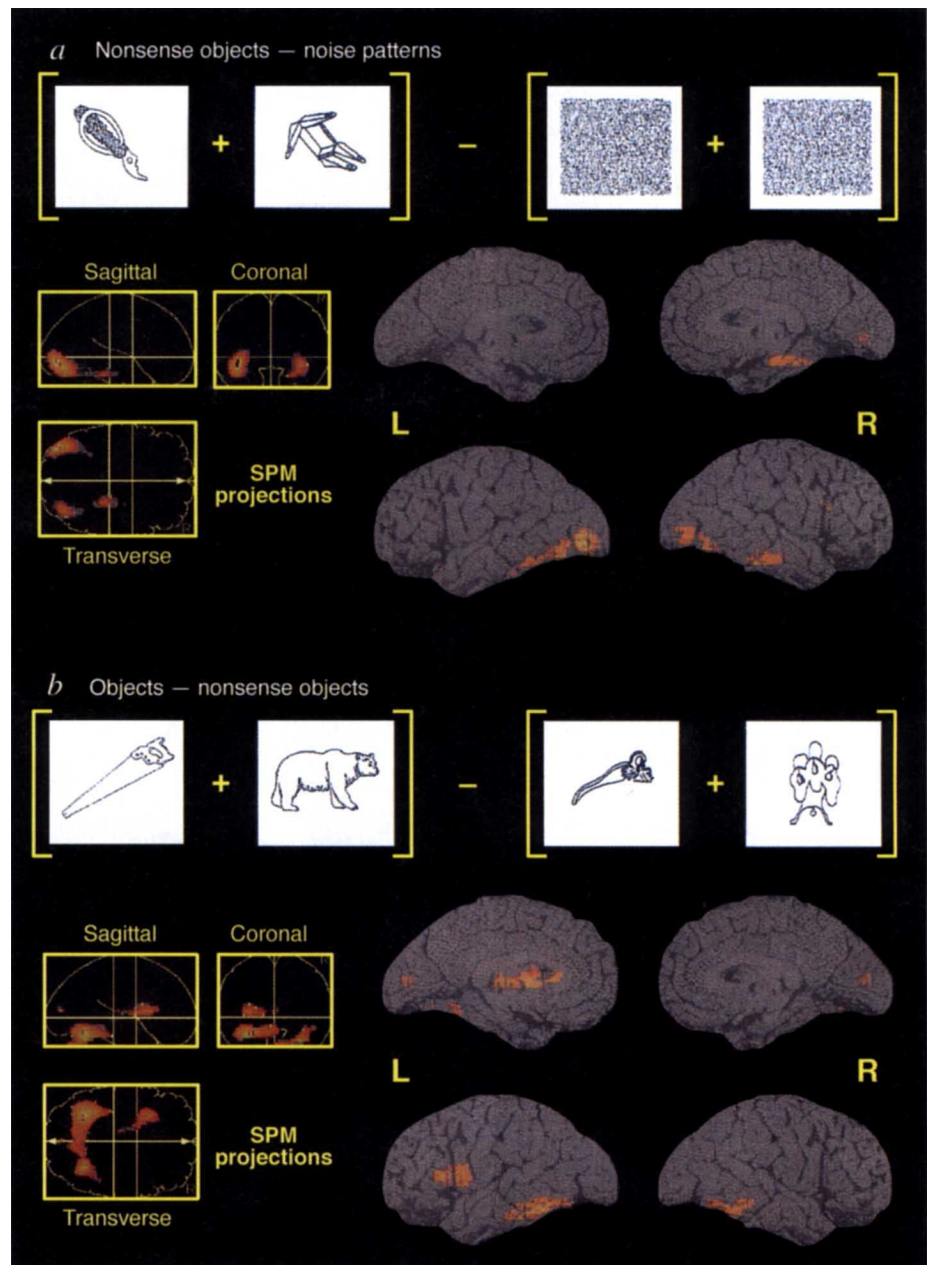 a Nonsense objects — noise patterns
+ − +
Sagittal Coronal
L R
SPM
projections
Transverse
b Objects — nonsense objects
+ − +
Sagittal Coronal
L R
SPM
projections
Transverse